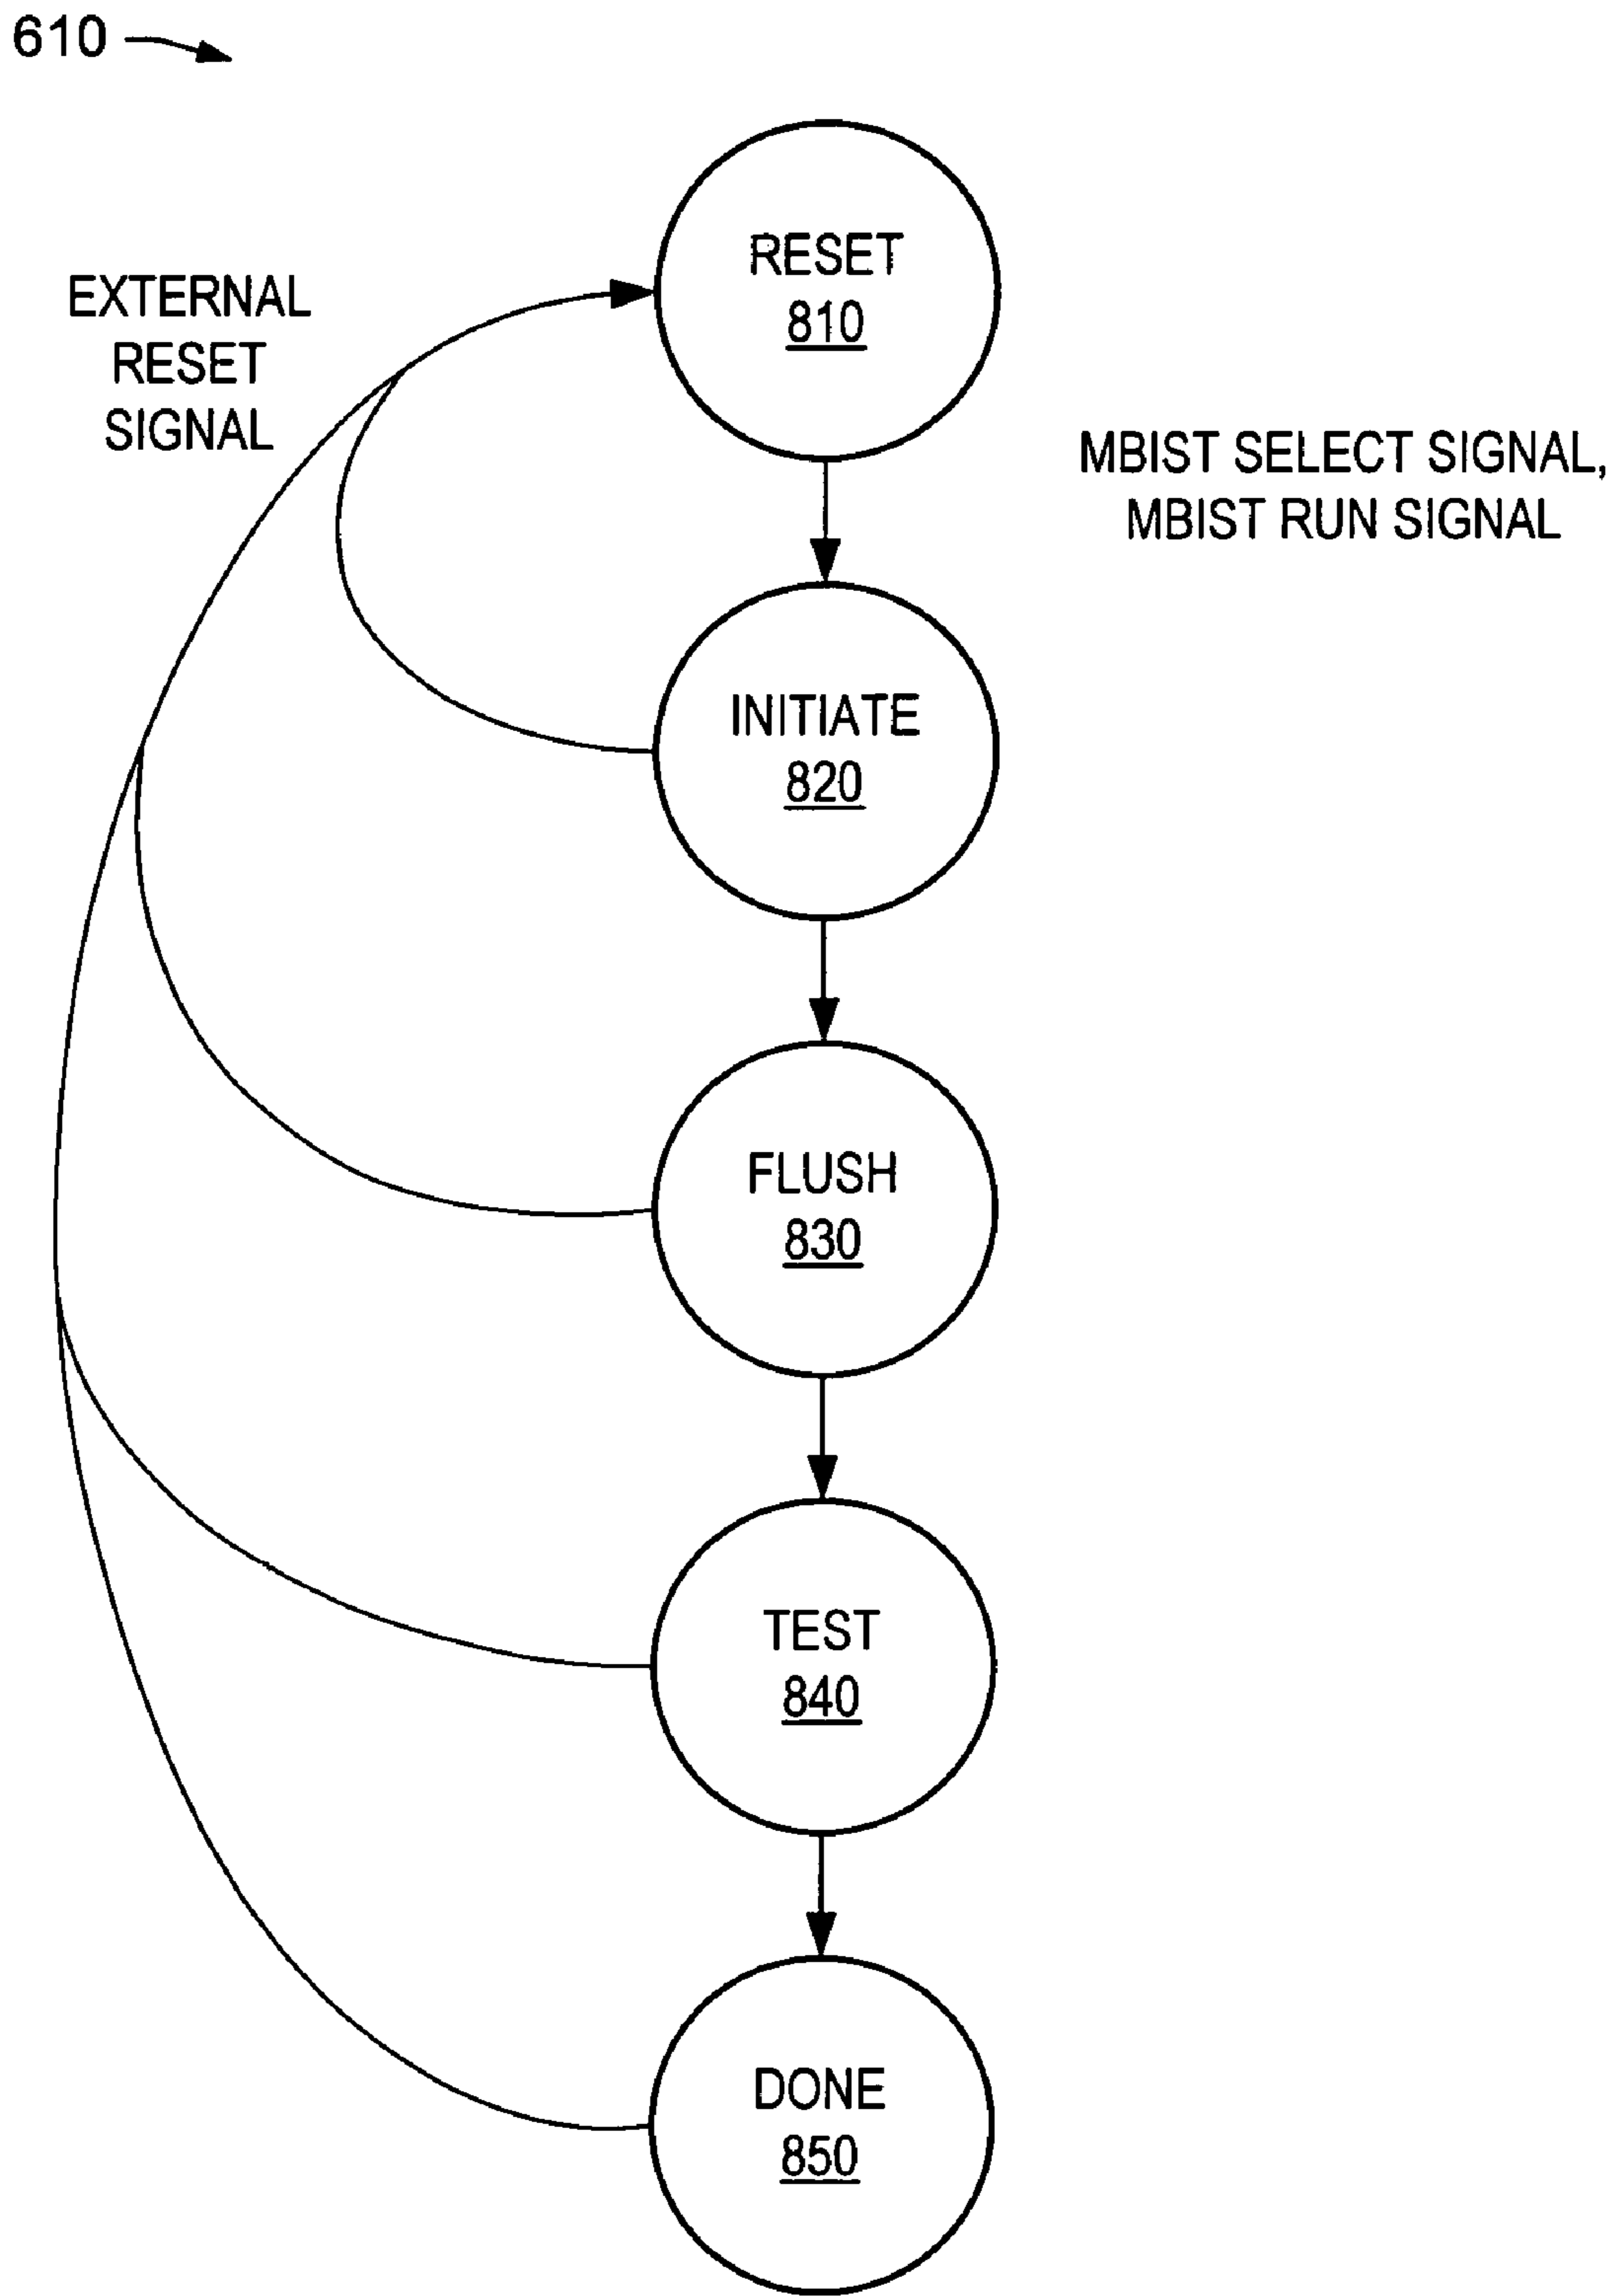 610
RESET
810
EXTERNAL
RESET
SIGNAL
MBIST SELECT SIGNAL,
MBIST RUN SIGNAL
INITIATE
820
FLUSH
830
TEST
840
DONE
850